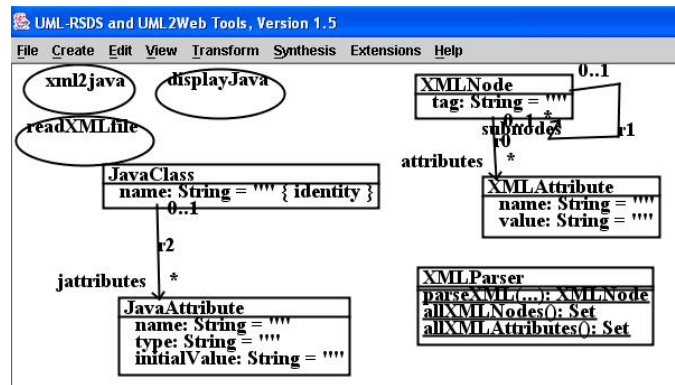 UML-RSDS and UML2Web Tools, Version 1.5
File Create Edit View Transform Synthesis Extensions Help
xml2java
displayJava
readXMLfile
XMLNode
tag: String = ""
0..1
0..1
*
subnodes
r1
r0
attributes
*
XMLAttribute
name: String = ""
value: String = ""
JavaClass
name: String = "" { identity }
0..1
r2
jattributes
*
JavaAttribute
name: String = ""
type: String = ""
initialValue: String = ""
XMLParser
parseXML(...): XMLNode
allXMLNodes(): Set
allXMLAttributes(): Set